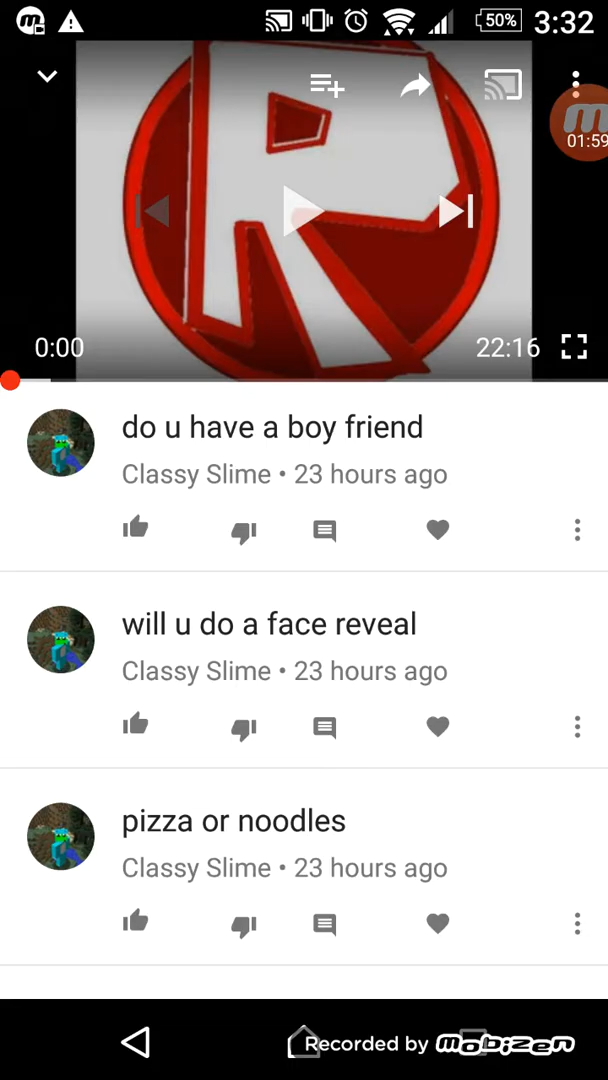 50% 3:32
01:59
0:00 22:16
do u have a boy friend
Classy Slime • 23 hours ago
will u do a face reveal
Classy Slime • 23 hours ago
pizza or noodles
Classy Slime • 23 hours ago
Recorded by mobizen